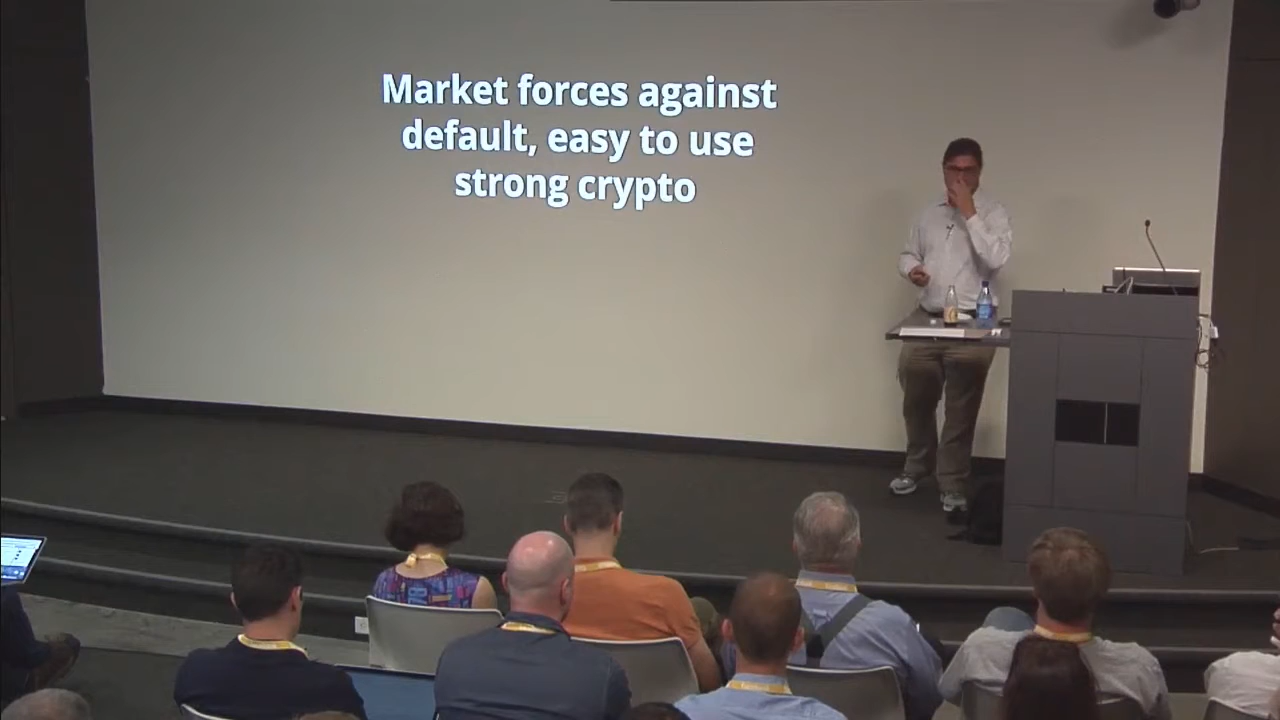 Market forces against
default, easy to use
strong crypto